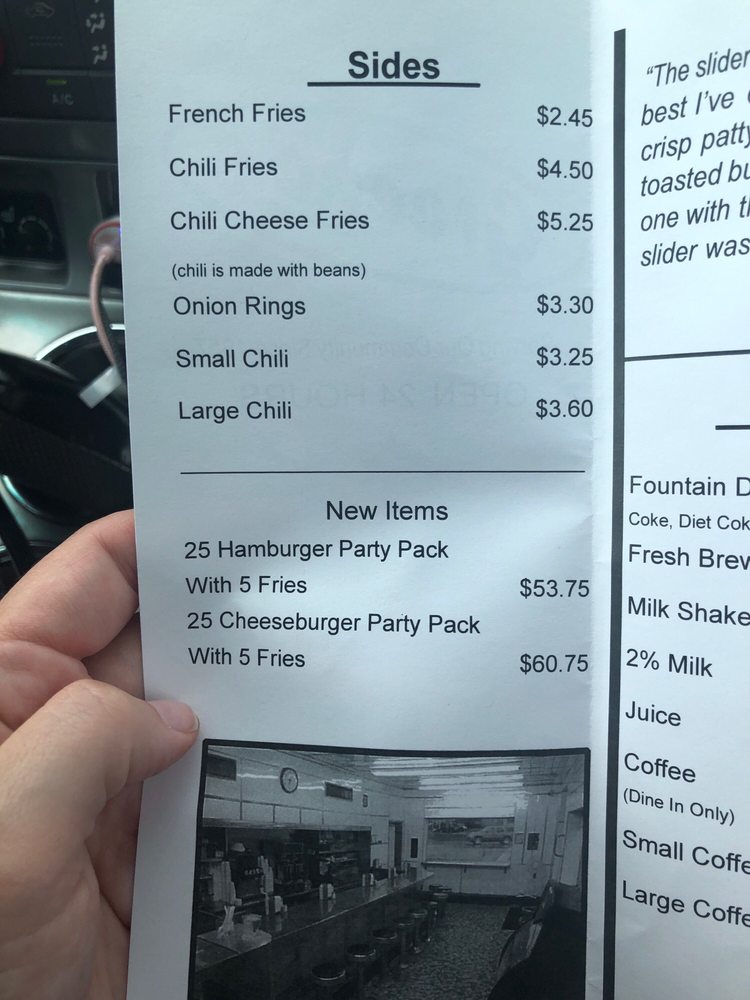 Sides
French Fries $2.45
Chili Fries $4.50
Chili Cheese Fries $5.25
(chili is made with beans)
Onion Rings $3.30
Small Chili $3.25
Large Chili $3.60
New Items
25 Hamburger Party Pack
With 5 Fries $53.75
25 Cheeseburger Party Pack
With 5 Fries $60.75
"The slider
best I've
crisp patty
toasted
one with
slider was
Fountain D
Coke, Diet Cok
Fresh Brew
Milk Shake
2% Milk
Juice
Coffee
(Dine In Only)
Small Coffe
Large Coffe
A/C